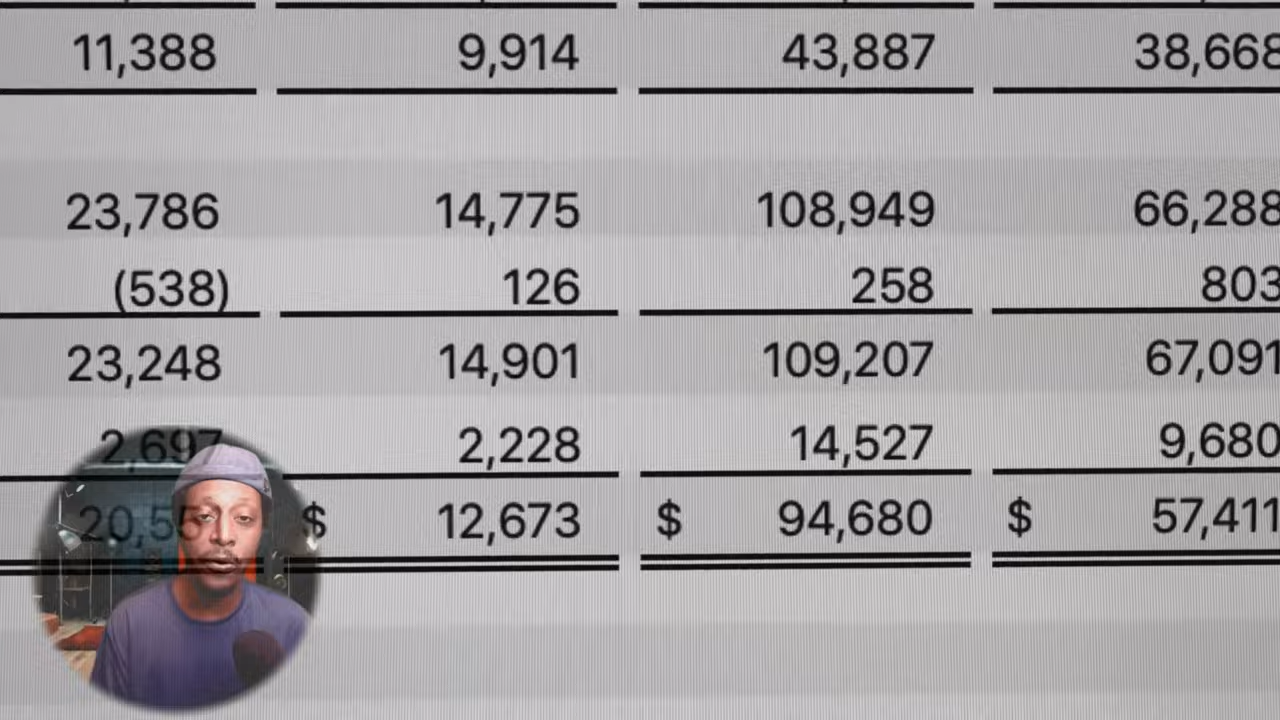 11,388 9,914 43,887 38,668
23,786 14,775 108,949 66,288
(538) 126 258 803
23,248 14,901 109,207 67,091
2,697 2,228 14,527 9,680
$ 12,673 $ 94,680 $ 57,411